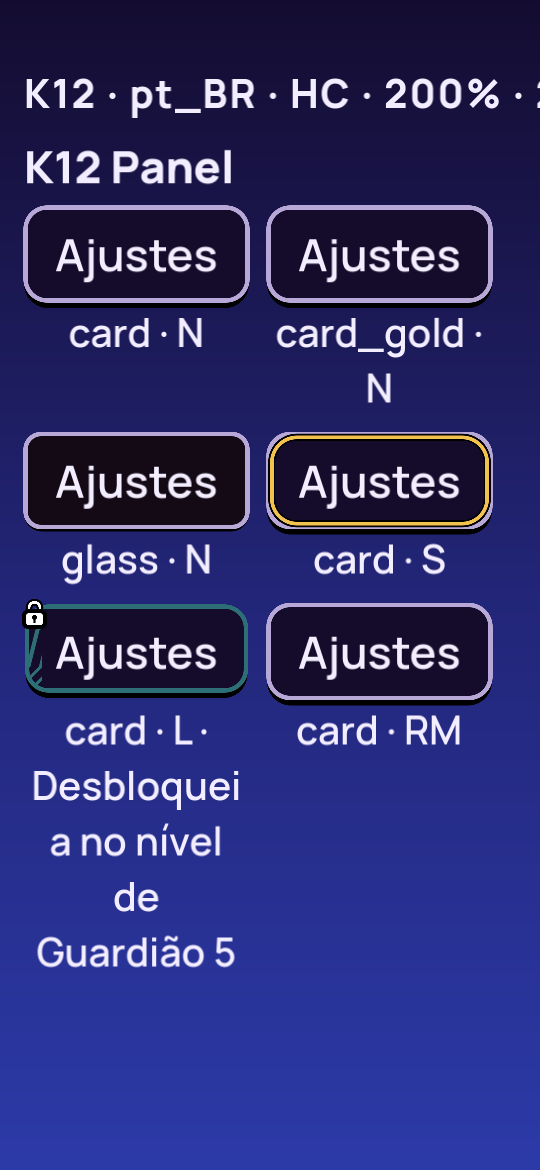 K12 · pt_BR · HC · 200% ·
K12 Panel
Ajustes
Ajustes
card · N
card_gold ·
N
Ajustes
Ajustes
glass · N
card · S
Ajustes
Ajustes
card · L ·
Desbloquei
a no nível
de
Guardião 5
card · RM